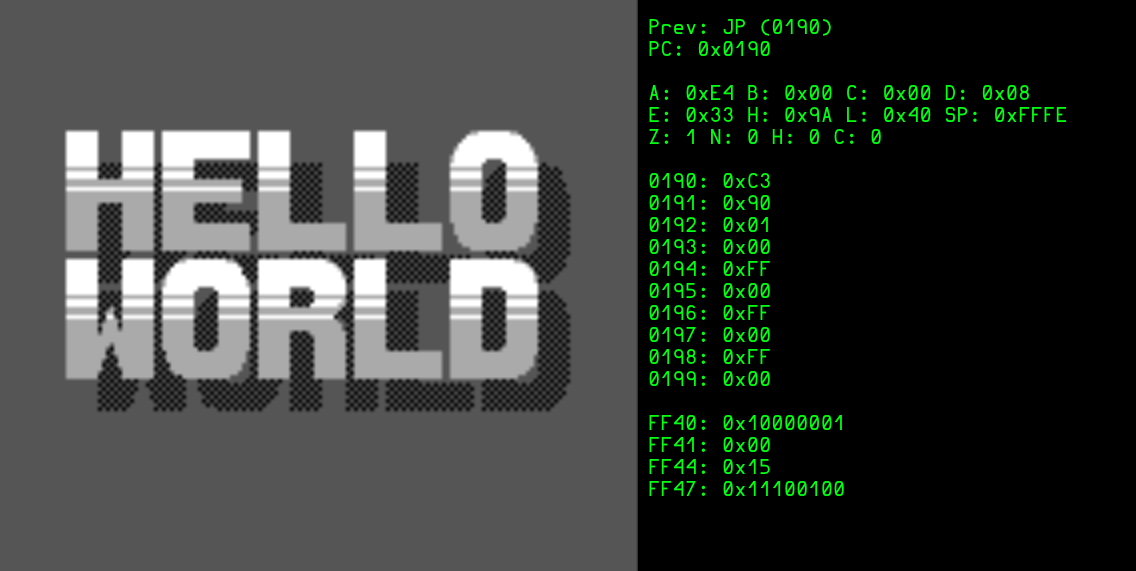 HELLO
WORLD
Prev: JP (0190)
PC: 0x0190
A: 0xE4 B: 0x00 C: 0x00 D: 0x08
E: 0x33 H: 0x9A L: 0x40 SP: 0xFFFE
Z: 1 N: 0 H: 0 C: 0
0190: 0xC3
0191: 0x90
0192: 0x01
0193: 0x00
0194: 0xFF
0195: 0x00
0196: 0xFF
0197: 0x00
0198: 0xFF
0199: 0x00
FF40: 0x10000001
FF41: 0x00
FF44: 0x15
FF47: 0x11100100